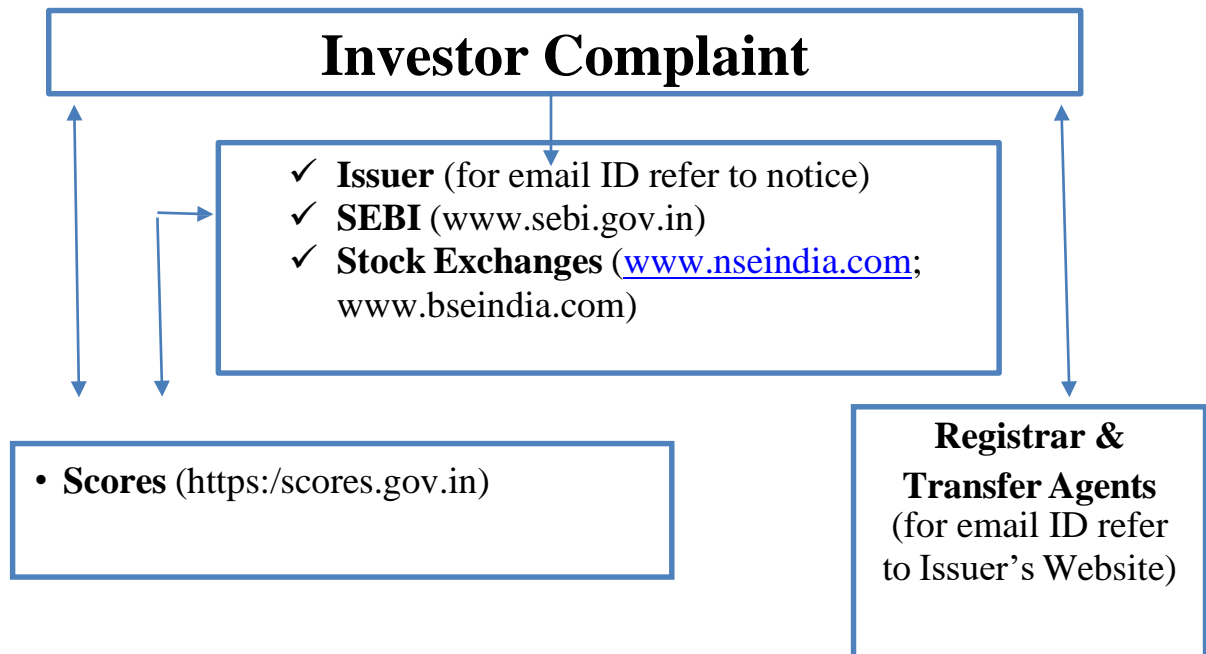 Investor Complaint
✓ Issuer (for email ID refer to notice)
✓ SEBI (www.sebi.gov.in)
✓ Stock Exchanges (www.nseindia.com;
www.bseindia.com)
• Scores (https:/scores.gov.in)
Registrar &
Transfer Agents
(for email ID refer
to Issuer’s Website)